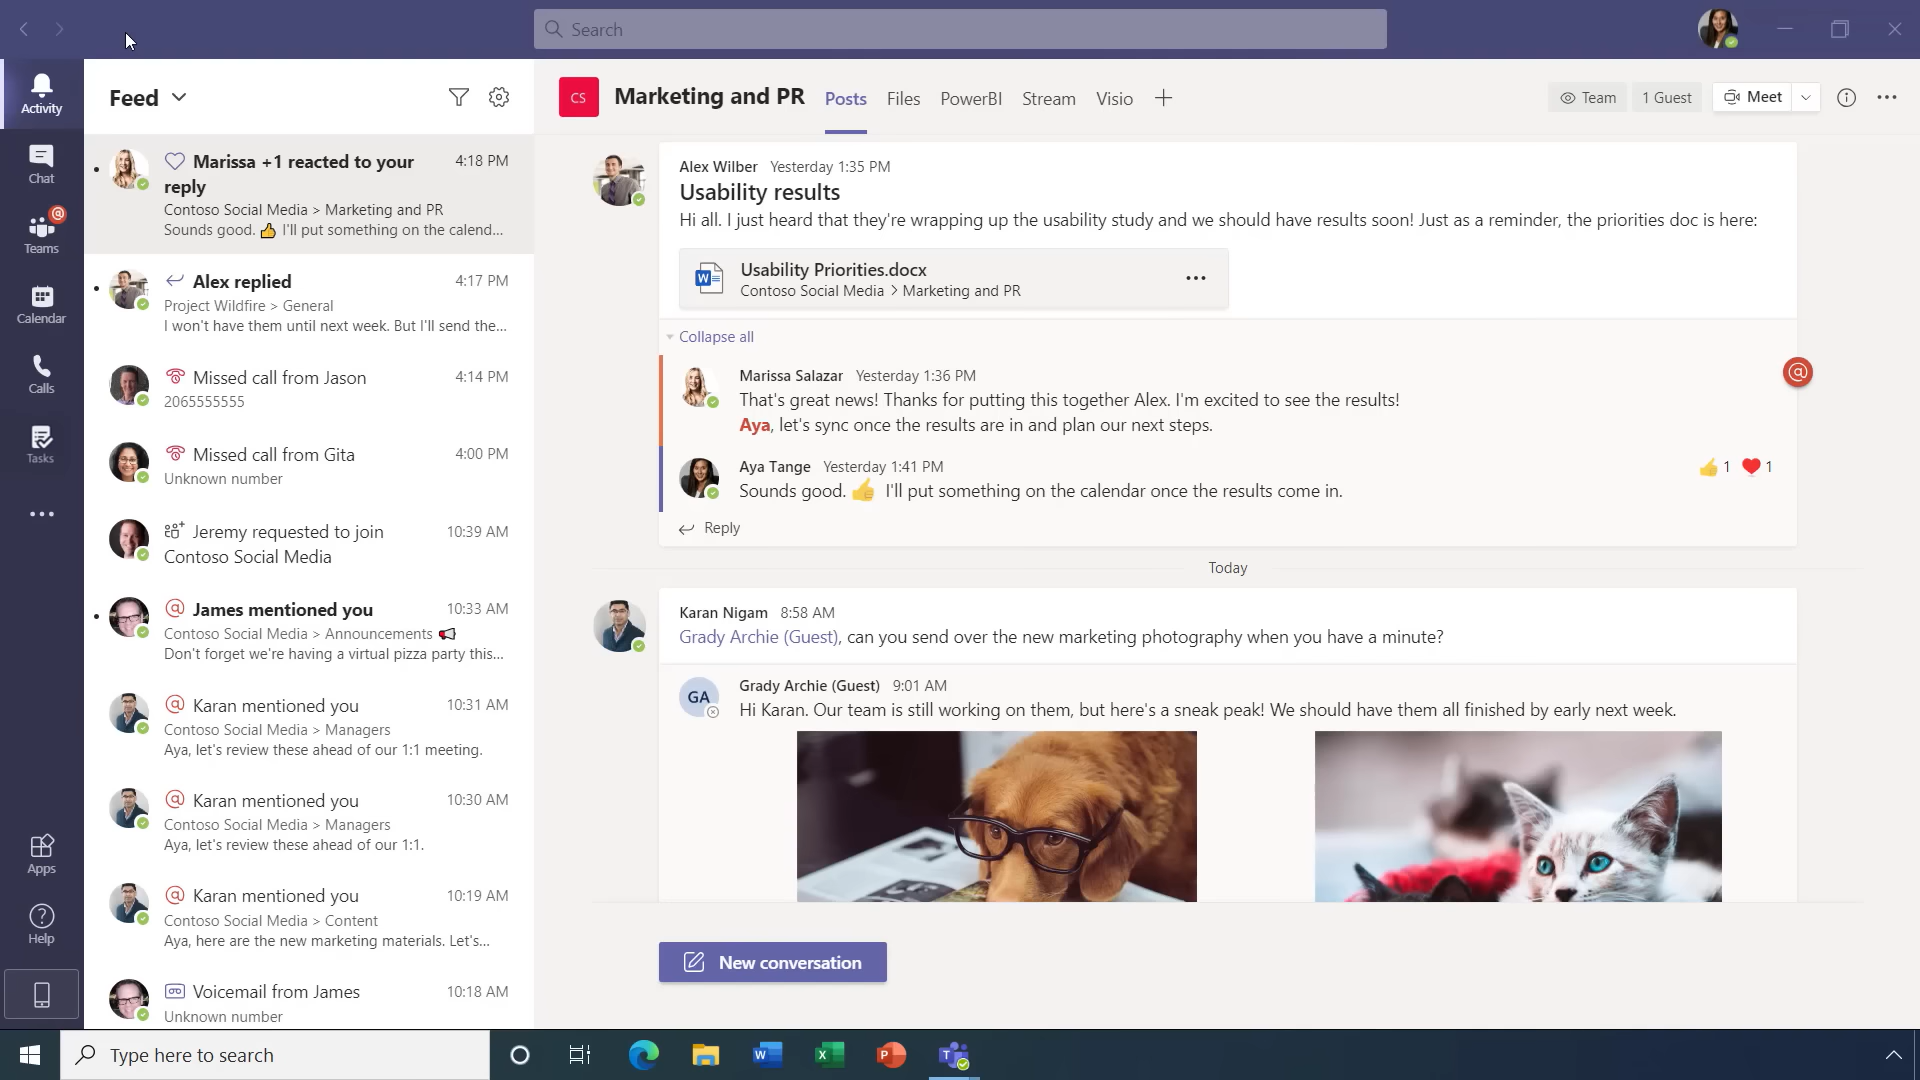 Search
Activity
Chat
Teams
Calendar
Calls
Tasks
Apps
Help
Feed
Marissa +1 reacted to your reply
4:18 PM
Contoso Social Media > Marketing and PR
Sounds good. 👍 I'll put something on the calend...
Alex replied
4:17 PM
Project Wildfire > General
I won't have them until next week. But I'll send the...
Missed call from Jason
4:14 PM
2065555555
Missed call from Gita
4:00 PM
Unknown number
Jeremy requested to join
10:39 AM
Contoso Social Media
James mentioned you
10:33 AM
Contoso Social Media > Announcements 📢
Don't forget we're having a virtual pizza party this...
Karan mentioned you
10:31 AM
Contoso Social Media > Managers
Aya, let's review these ahead of our 1:1 meeting.
Karan mentioned you
10:30 AM
Contoso Social Media > Managers
Aya, let's review these ahead of our 1:1.
Karan mentioned you
10:19 AM
Contoso Social Media > Content
Aya, here are the new marketing materials. Let's...
Voicemail from James
10:18 AM
Unknown number
CS
Marketing and PR
Posts
Files
PowerBI
Stream
Visio
Team
1 Guest
Meet
Alex Wilber Yesterday 1:35 PM
Usability results
Hi all. I just heard that they're wrapping up the usability study and we should have results soon! Just as a reminder, the priorities doc is here:
Usability Priorities.docx
Contoso Social Media > Marketing and PR
Collapse all
Marissa Salazar Yesterday 1:36 PM
That's great news! Thanks for putting this together Alex. I'm excited to see the results!
Aya, let's sync once the results are in and plan our next steps.
Aya Tange Yesterday 1:41 PM
👍 1 ❤️ 1
Sounds good. 👍 I'll put something on the calendar once the results come in.
Reply
Today
Karan Nigam 8:58 AM
Grady Archie (Guest), can you send over the new marketing photography when you have a minute?
GA
Grady Archie (Guest) 9:01 AM
Hi Karan. Our team is still working on them, but here's a sneak peak! We should have them all finished by early next week.
New conversation
Type here to search